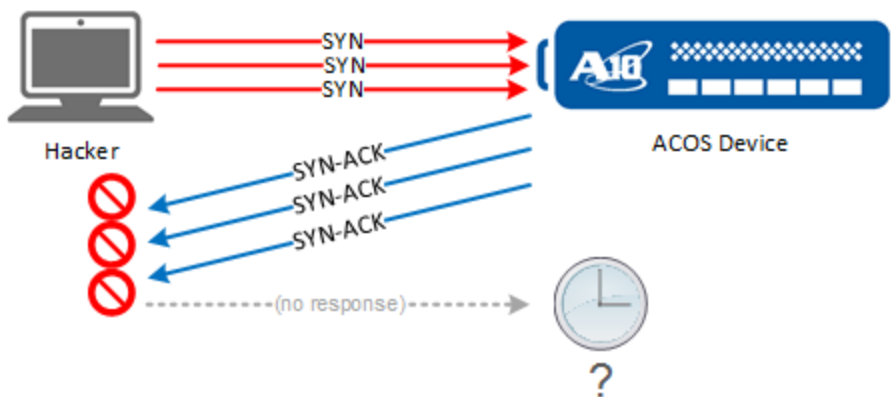 SYN
SYN
SYN
A10
Hacker
ACOS Device
SYN-ACK
SYN-ACK
SYN-ACK
(no response)
?